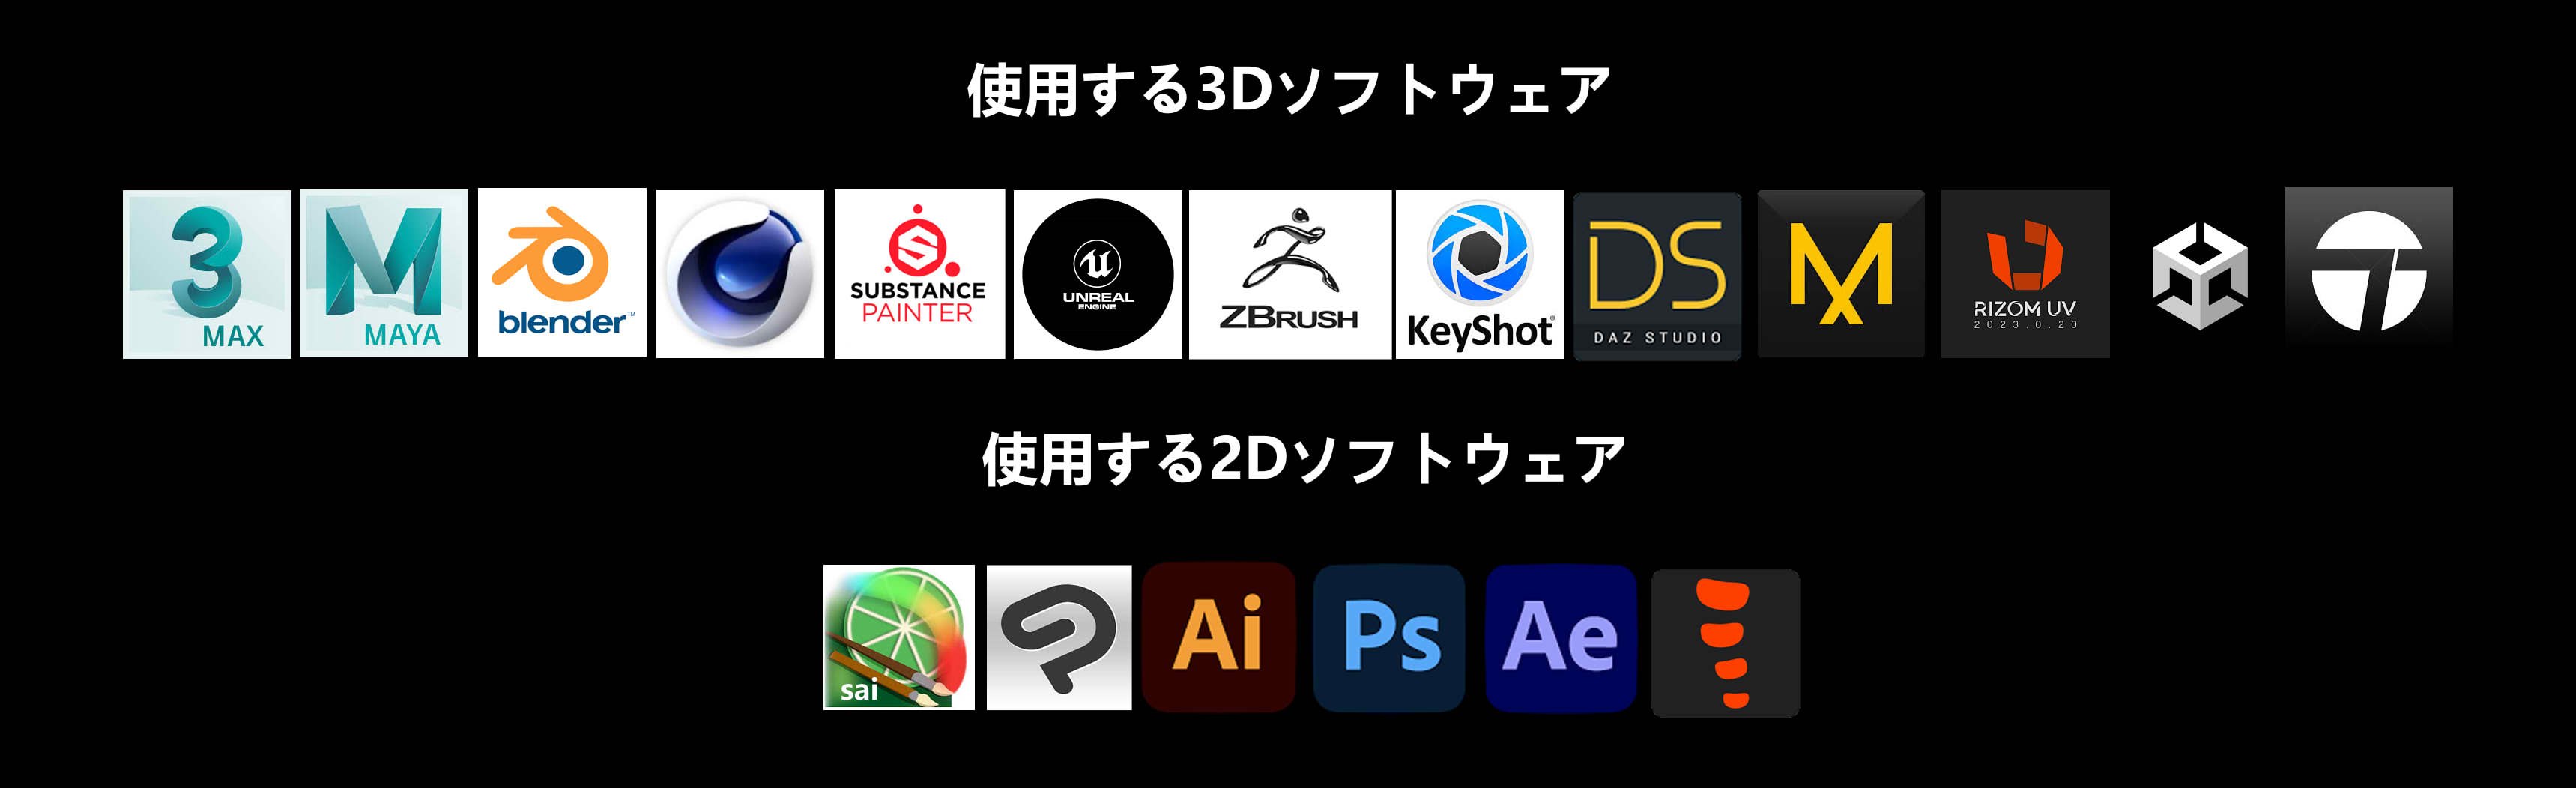 使用する3Dソフトウェア
3 MAX
M MAYA
blender™
S SUBSTANCE PAINTER
U UNREAL ENGINE
ZBRUSH
KeyShot®
DS DAZ STUDIO
MX
RIZOM UV 2023.0.20
使用する2Dソフトウェア
sai
Ai
Ps
Ae